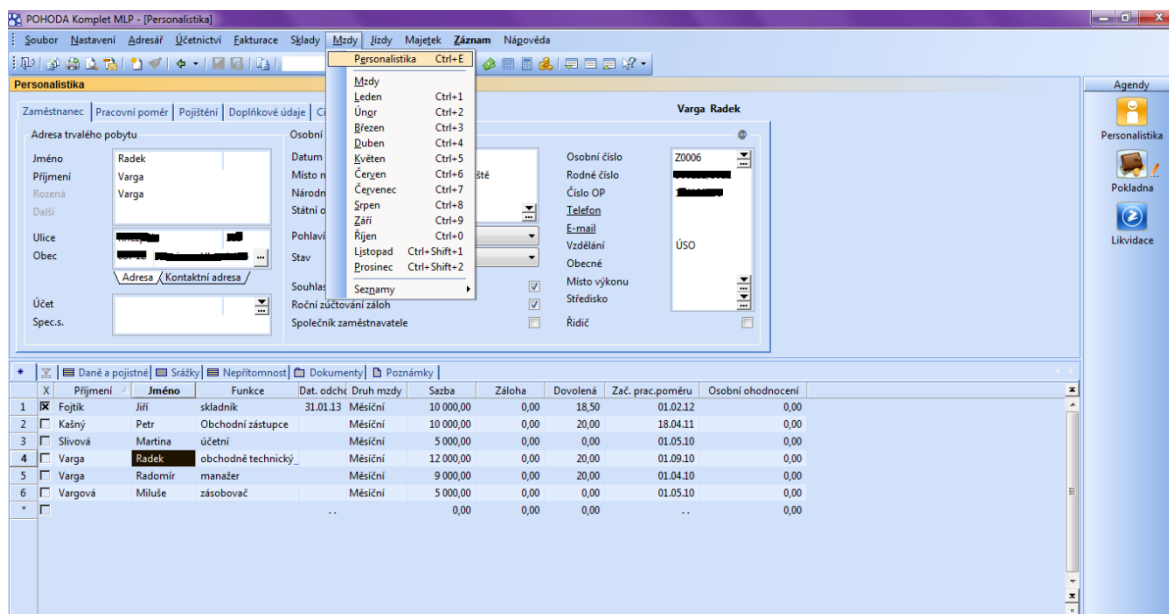 POHODA Komplet MLP - [Personalistika]
Soubor Nastavení Adresář Účetnictví Fakturace Sklady Mzdy Jízdy Majetek Záznam Nápověda
Personalistika Ctrl+E
Mzdy
Leden Ctrl+1
Únor Ctrl+2
Březen Ctrl+3
Duben Ctrl+4
Květen Ctrl+5
Červen Ctrl+6
Červenec Ctrl+7
Srpen Ctrl+8
Září Ctrl+9
Říjen Ctrl+0
Listopad Ctrl+Shift+1
Prosinec Ctrl+Shift+2
Seznamy
Personalistika
Zaměstnanec Pracovní poměr Pojištění Doplňkové údaje Varga Radek
Adresa trvalého pobytu
Jméno Radek
Příjmení Varga
Rozená Varga
Další
Ulice
Obec
Adresa Kontaktní adresa
Účet
Spec.s.
Osobní
Datum
Místo n ště
Národn
Státní o
Pohlaví
Stav
Souhlas
Roční zúčtování záloh
Společník zaměstnavatele
@
Osobní číslo Z0006
Rodné číslo
Číslo OP
Telefon
E-mail
Vzdělání ÚSO
Obecné
Místo výkonu
Středisko
Řidič
Agendy
Personalistika
Pokladna
Likvidace
* Dané a pojistné Srážky Nepřítomnost Dokumenty Poznámky
X Příjmení Jméno Funkce Dat. odchc Druh mzdy Sazba Záloha Dovolená Zač. prac.poměru Osobní ohodnocení
1 Fojtík Jiří skladník 31.01.13 Měsíční 10 000,00 0,00 18,50 01.02.12 0,00
2 Kašný Petr Obchodní zástupce Měsíční 10 000,00 0,00 20,00 18.04.11 0,00
3 Slivová Martina účetní Měsíční 5 000,00 0,00 0,00 01.05.10 0,00
4 Varga Radek obchodně technický_ Měsíční 12 000,00 0,00 20,00 01.09.10 0,00
5 Varga Radomír manažer Měsíční 9 000,00 0,00 20,00 01.04.10 0,00
6 Vargová Miluše zásobovač Měsíční 5 000,00 0,00 0,00 01.05.10 0,00
* . . 0,00 0,00 0,00 . . 0,00